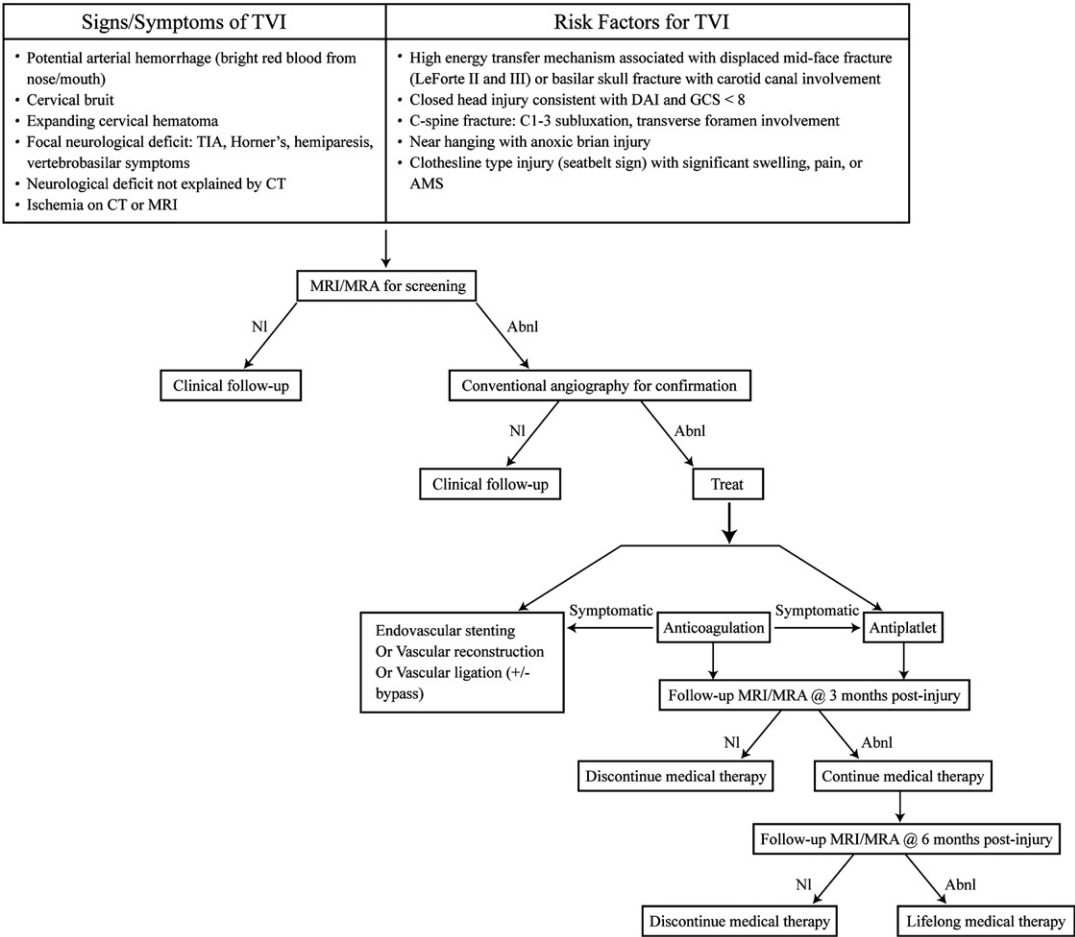 Signs/Symptoms of TVI
• Potential arterial hemorrhage (bright red blood from
nose/mouth)
• Cervical bruit
• Expanding cervical hematoma
• Focal neurological deficit: TIA, Horner's, hemiparesis,
vertebrobasilar symptoms
• Neurological deficit not explained by CT
• Ischemia on CT or MRI
Risk Factors for TVI
• High energy transfer mechanism associated with displaced mid-face fracture
(LeForte II and III) or basilar skull fracture with carotid canal involvement
• Closed head injury consistent with DAI and GCS < 8
• C-spine fracture: C1-3 subluxation, transverse foramen involvement
• Near hanging with anoxic brian injury
• Clothesline type injury (seatbelt sign) with significant swelling, pain, or
AMS
MRI/MRA for screening
Nl
Abnl
Clinical follow-up
Conventional angiography for confirmation
Nl
Abnl
Clinical follow-up
Treat
Endovascular stenting
Or Vascular reconstruction
Or Vascular ligation (+/-
bypass)
Symptomatic
Anticoagulation
Symptomatic
Antiplatlet
Follow-up MRI/MRA @ 3 months post-injury
Nl
Abnl
Discontinue medical therapy
Continue medical therapy
Follow-up MRI/MRA @ 6 months post-injury
Nl
Abnl
Discontinue medical therapy
Lifelong medical therapy